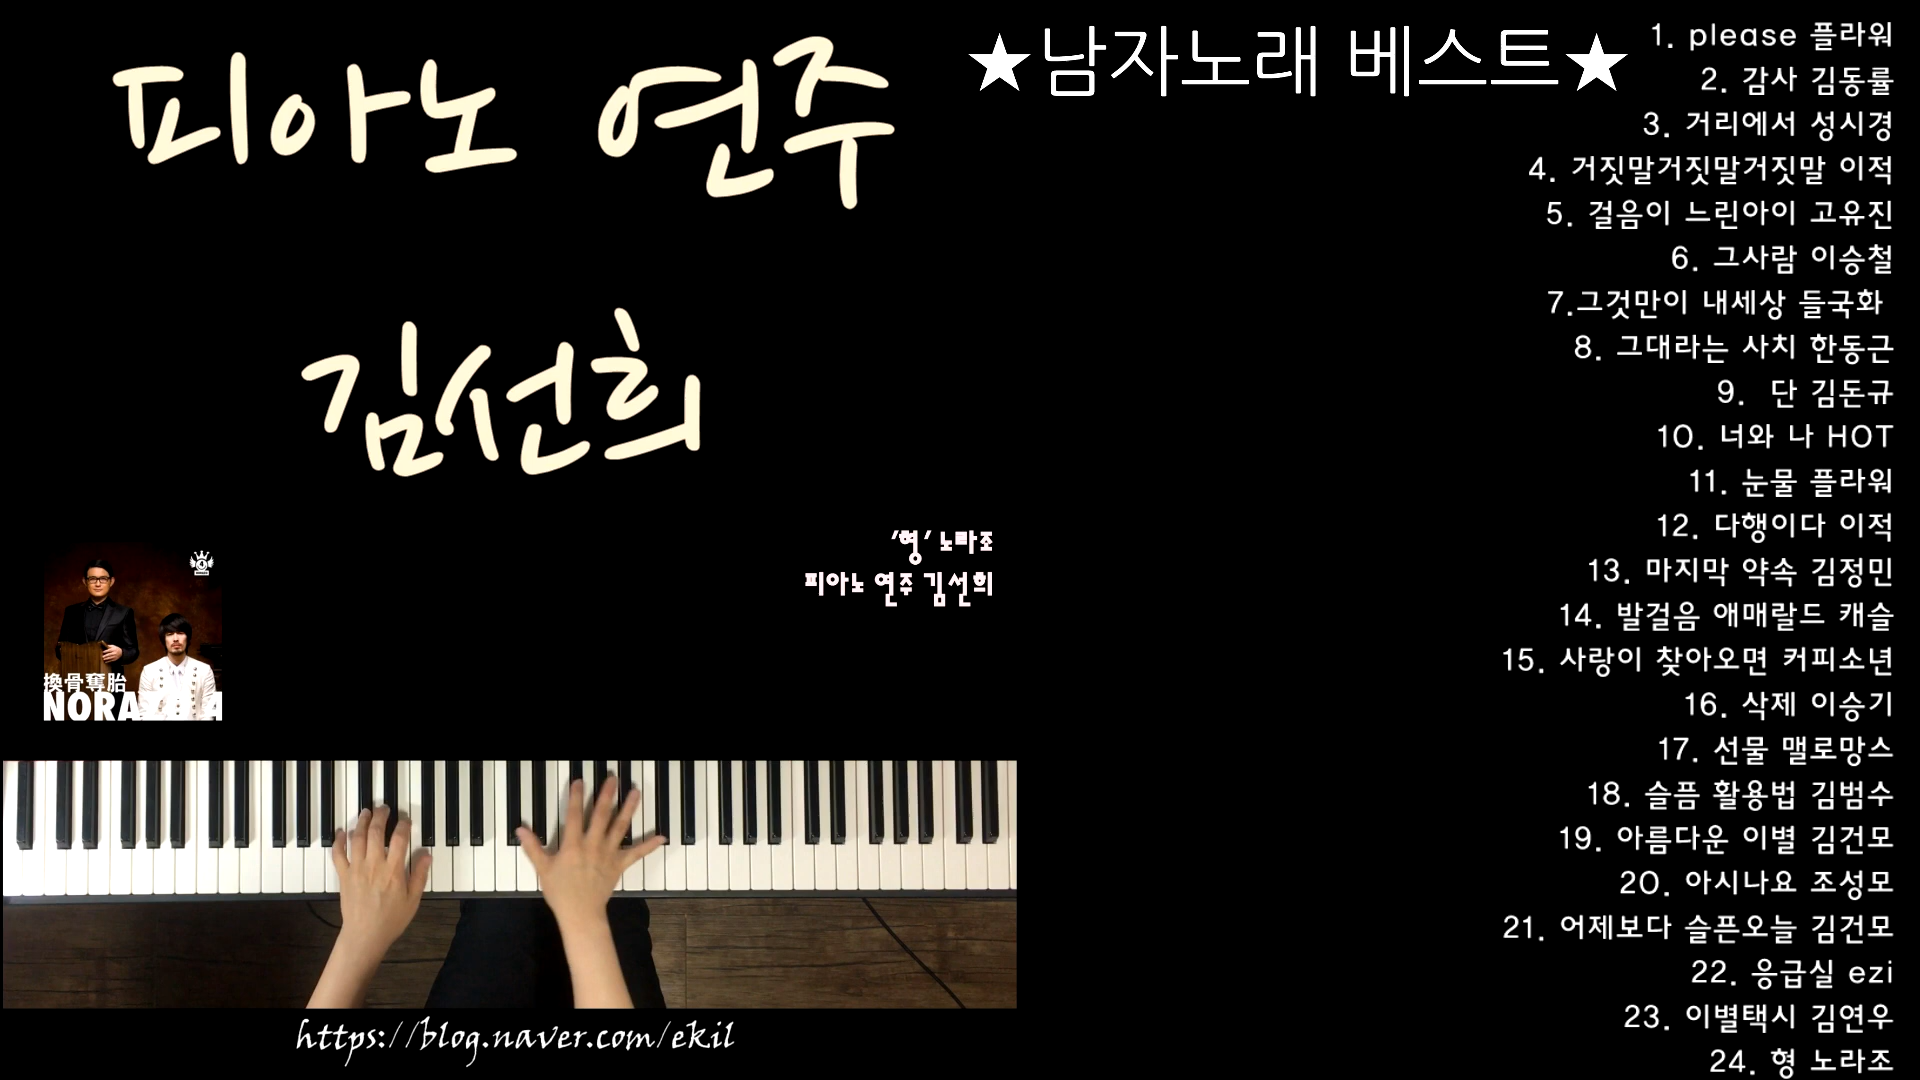 피아노 연주
김선희
★남자노래 베스트★
1. please 플라워
2. 감사 김동률
3. 거리에서 성시경
4. 거짓말거짓말거짓말 이적
5. 걸음이 느린아이 고유진
6. 그사람 이승철
7.그것만이 내세상 들국화
8. 그대라는 사치 한동근
9. 단 김돈규
10. 너와 나 HOT
11. 눈물 플라워
12. 다행이다 이적
13. 마지막 약속 김정민
14. 발걸음 애매랄드 캐슬
15. 사랑이 찾아오면 커피소년
16. 삭제 이승기
17. 선물 맬로망스
18. 슬픔 활용법 김범수
19. 아름다운 이별 김건모
20. 아시나요 조성모
21. 어제보다 슬픈오늘 김건모
22. 응급실 ezi
23. 이별택시 김연우
24. 형 노라조
'형' 노라조
피아노 연주 김선희
換骨奪胎
https://blog.naver.com/ekil